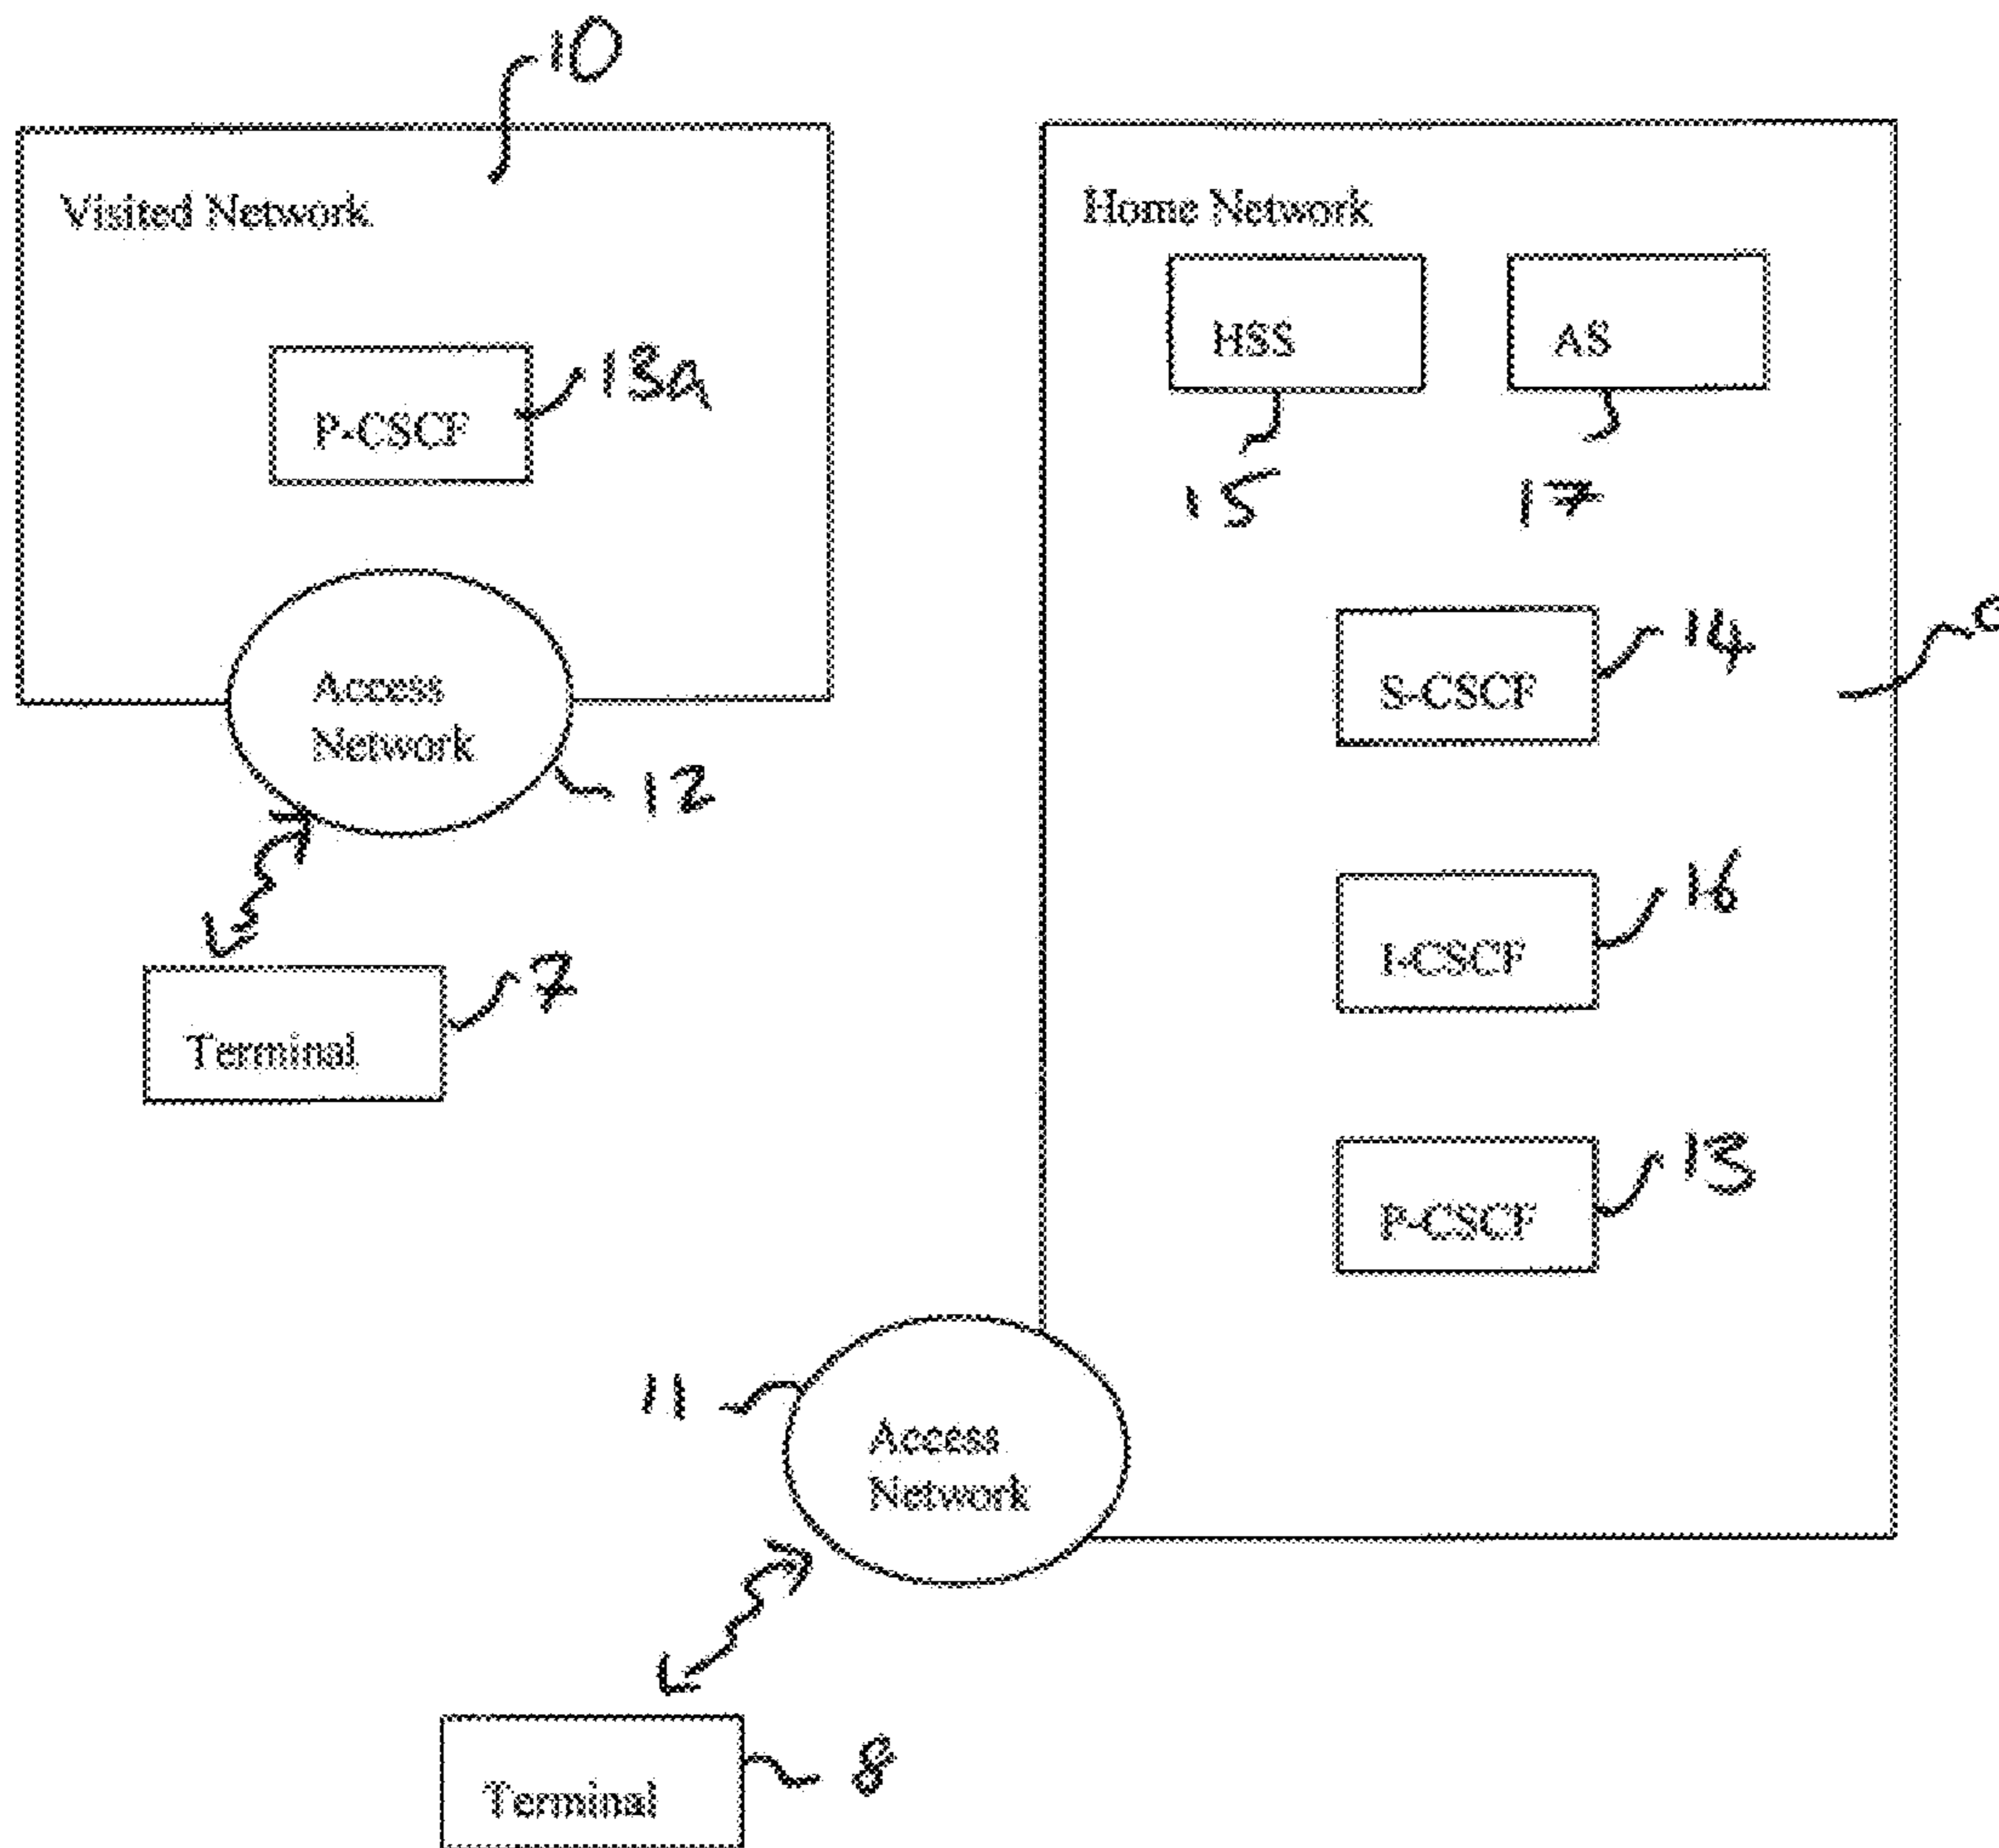 10
Visited Network
P-CSCF
13a
Access
Network
12
Terminal
7
Home Network
HSS
AS
15
17
S-CSCF
14
I-CSCF
16
P-CSCF
13
11
Access
Network
Terminal
8